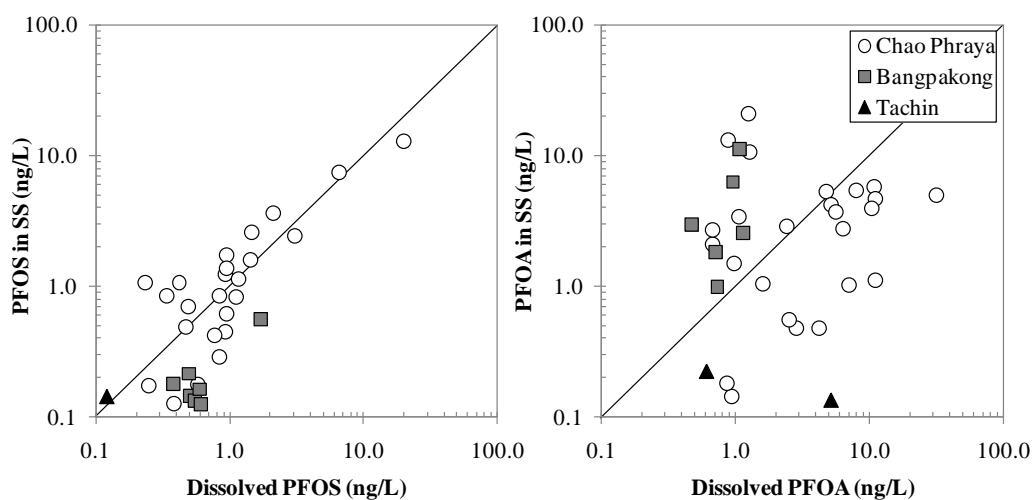 100.0
10.0
1.0
0.1
0.1 1.0 10.0 100.0
PFOS in SS (ng/L)
Dissolved PFOS (ng/L)
100.0
10.0
1.0
0.1
0.1 1.0 10.0 100.0
PFOA in SS (ng/L)
Dissolved PFOA (ng/L)
Chao Phraya
Bangpakong
Tachin